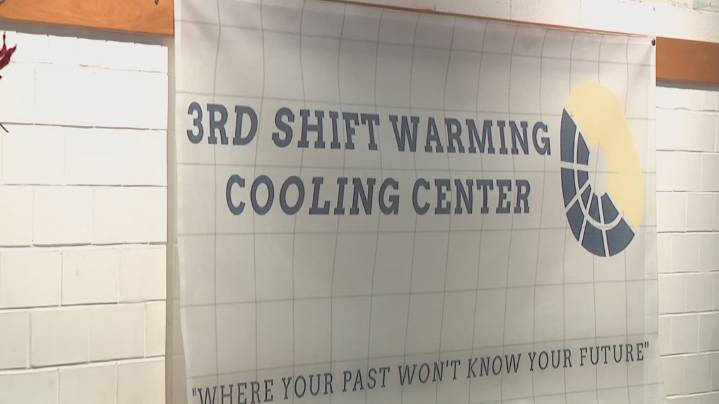 3RD SHIFT WARMING
COOLING CENTER
"WHERE YOUR PAST WON'T KNOW YOUR FUTURE"